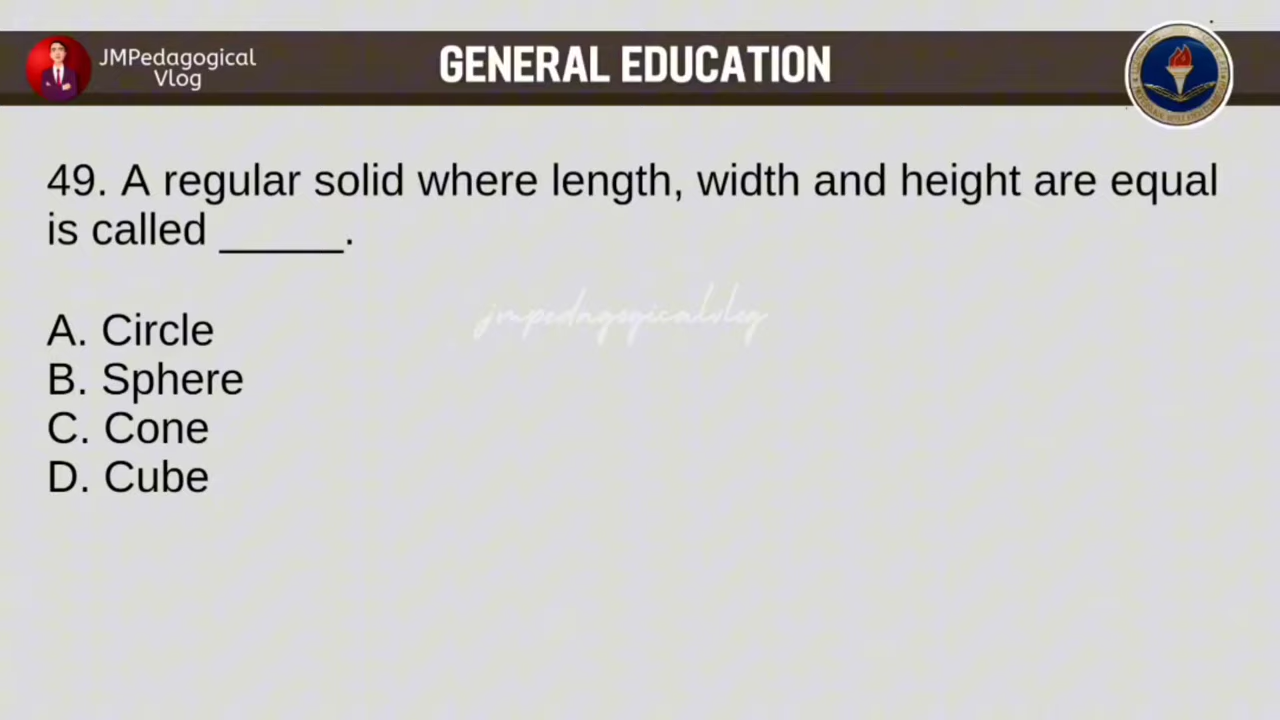 JMPedagogical
Vlog
GENERAL EDUCATION
49. A regular solid where length, width and height are equal
is called _____.
jmpedagogicalvlog
A. Circle
B. Sphere
C. Cone
D. Cube